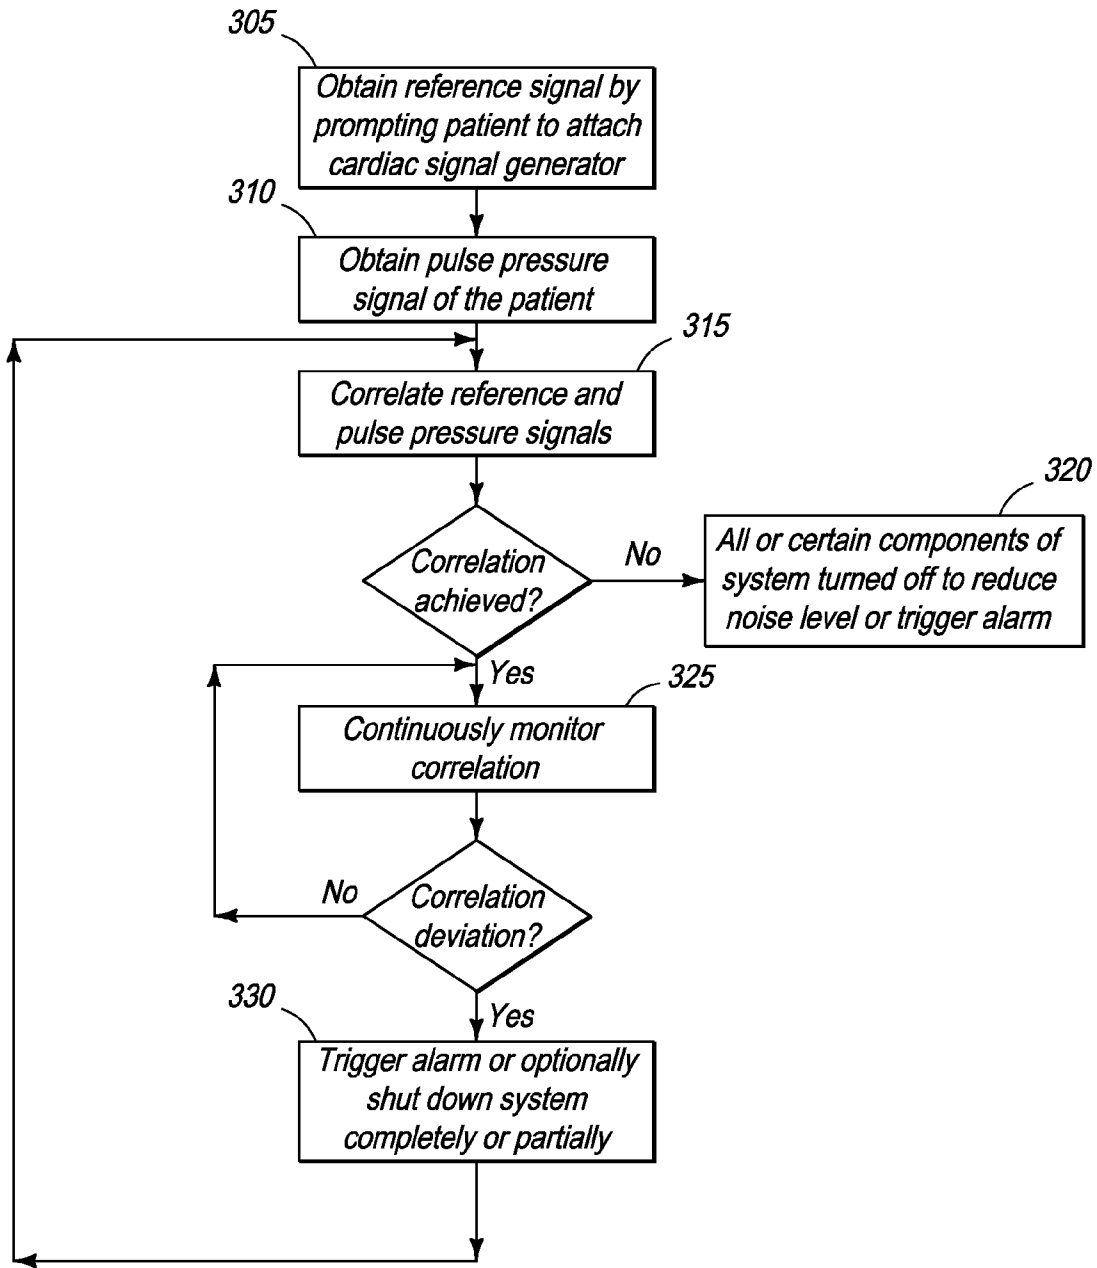 305
Obtain reference signal by
prompting patient to attach
cardiac signal generator
310
Obtain pulse pressure
signal of the patient
315
Correlate reference and
pulse pressure signals
320
All or certain components of
system turned off to reduce
noise level or trigger alarm
Correlation
achieved?
No
Yes
325
Continuously monitor
correlation
No
Correlation
deviation?
Yes
330
Trigger alarm or optionally
shut down system
completely or partially